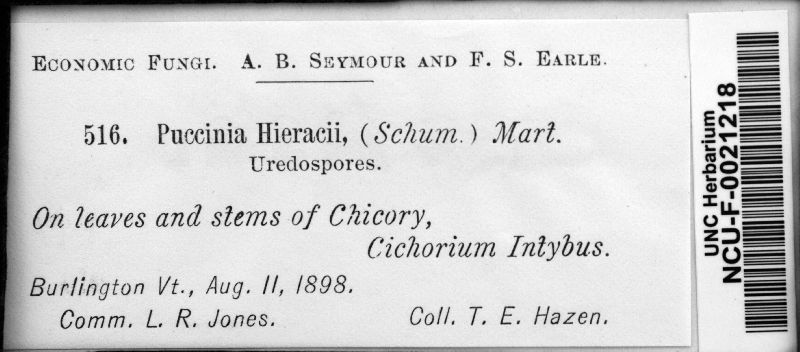 Economic Fungi. A. B. Seymour and F. S. Earle.
516. Puccinia Hieracii, (Schum.) Mart.
Uredospores.
On leaves and stems of Chicory,
Cichorium Intybus.
Burlington Vt., Aug. 11, 1898.
Comm. L. R. Jones.
Coll. T. E. Hazen.
UNC Herbarium
NCU-F-0021218